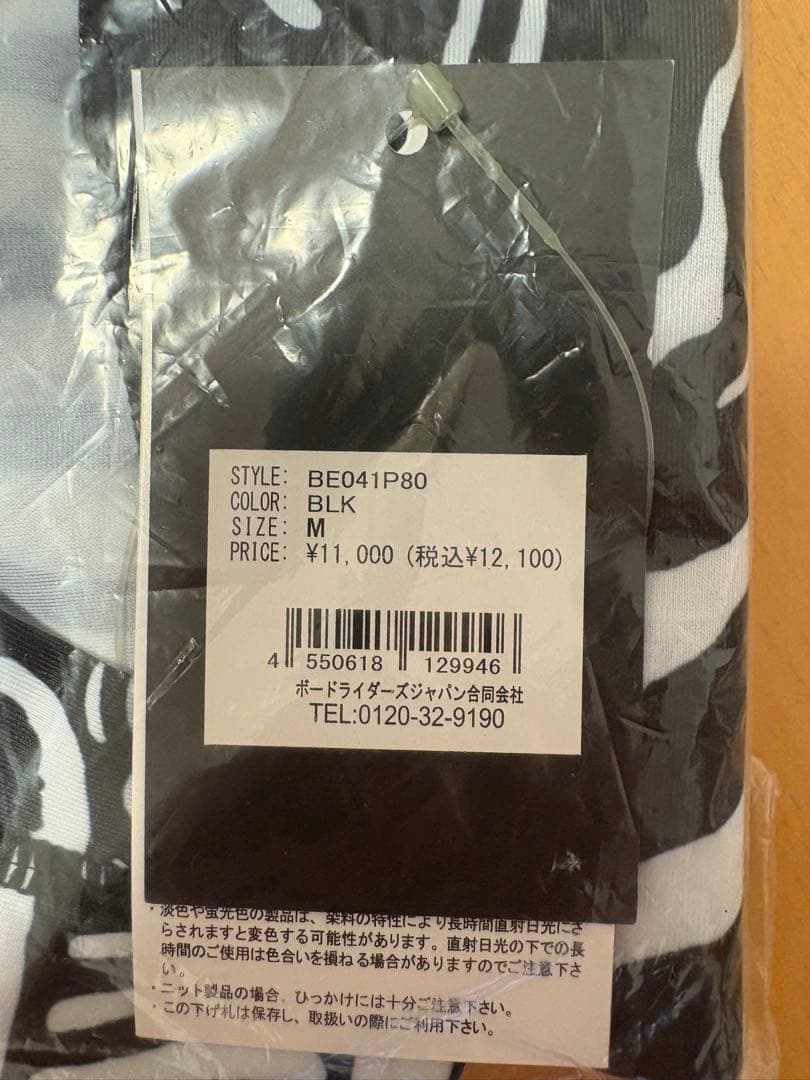 STYLE: BE041P80
COLOR: BLK
SIZE: M
PRICE: ¥11,000 (税込¥12,100)
4 550618 129946
ボードライダーズジャパン合同会社
TEL:0120-32-9190
・淡色や蛍光色の製品は、染料の特性により長時間直射日光にさ
らされますと変色する可能性があります。直射日光の下での長
時間のご使用は色合いを損ねる場合がありますのでご注意下さ
い。
・ニット製品の場合、ひっかけには十分ご注意下さい。
・この下げ札は保存し、取扱いの際にご利用下さい。